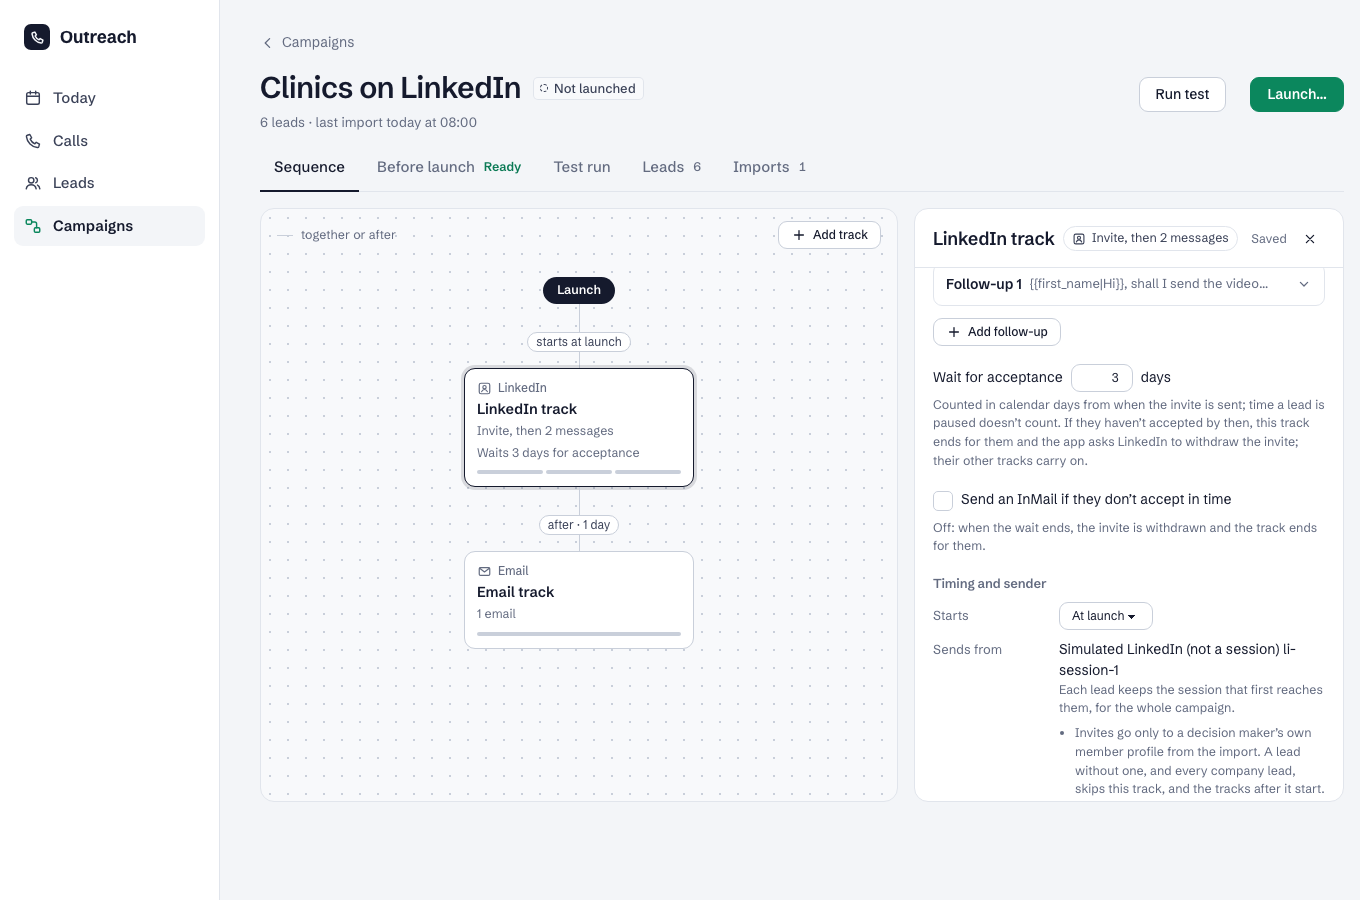 Outreach
Today
Calls
Leads
Campaigns
Campaigns
Clinics on LinkedIn
Not launched
6 leads · last import today at 08:00
Run test
Launch...
Sequence
Before launch Ready
Test run
Leads 6
Imports 1
together or after
Add track
Launch
starts at launch
LinkedIn
LinkedIn track
Invite, then 2 messages
Waits 3 days for acceptance
after · 1 day
Email
Email track
1 email
LinkedIn track
Invite, then 2 messages
Saved
Follow-up 1 {{first_name|Hi}}, shall I send the video...
Add follow-up
Wait for acceptance 3 days
Counted in calendar days from when the invite is sent; time a lead is
paused doesn’t count. If they haven’t accepted by then, this track
ends for them and the app asks LinkedIn to withdraw the invite;
their other tracks carry on.
Send an InMail if they don’t accept in time
Off: when the wait ends, the invite is withdrawn and the track ends
for them.
Timing and sender
Starts At launch
Sends from Simulated LinkedIn (not a session) li-
session-1
Each lead keeps the session that first reaches
them, for the whole campaign.
• Invites go only to a decision maker’s own
member profile from the import. A lead
without one, and every company lead,
skips this track, and the tracks after it start.